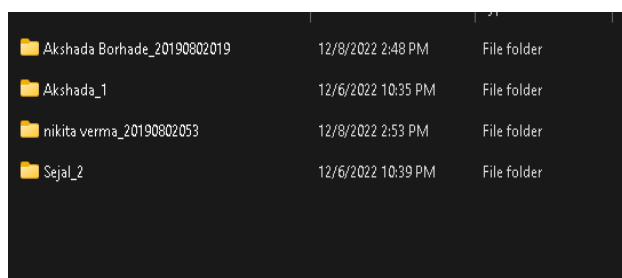 Akshada Borhade_20190802019 12/8/2022 2:48 PM File folder
Akshada_1 12/6/2022 10:35 PM File folder
nikita verma_20190802053 12/8/2022 2:53 PM File folder
Sejal_2 12/6/2022 10:39 PM File folder